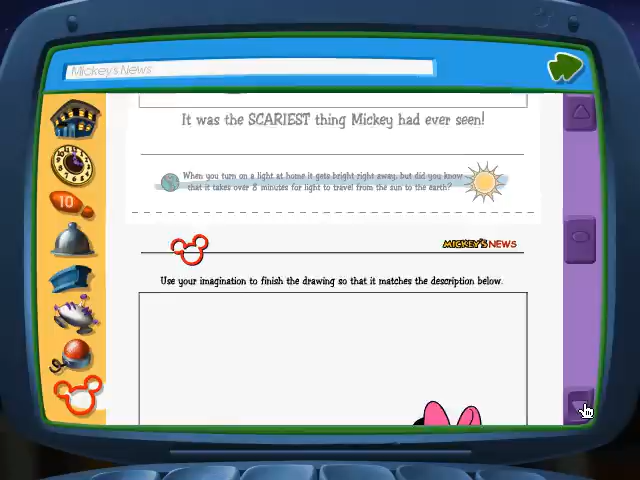 Mickey's News
It was the SCARIEST thing Mickey had ever seen!
When you turn on a light at home it gets bright right away, but did you know
that it takes over 8 minutes for light to travel from the sun to the earth?
10
MICKEY'S NEWS
Use your imagination to finish the drawing so that it matches the description below.